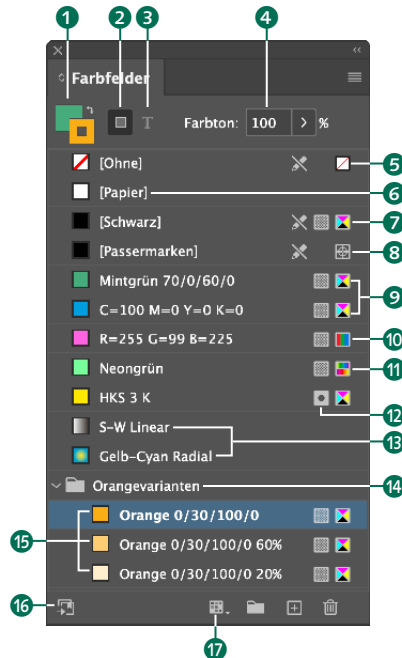 1 2 3 4
Farbfelder
T Farbton: 100 %
[Ohne] 5
[Papier] 6
[Schwarz] 7
[Passermarken] 8
Mintgrün 70/0/60/0
9
C=100 M=0 Y=0 K=0
R=255 G=99 B=225 10
Neongrün 11
HKS 3 K
12
S-W Linear
13
Gelb-Cyan Radial
Orangevarianten 14
Orange 0/30/100/0
15 Orange 0/30/100/0 60%
Orange 0/30/100/0 20%
16
17